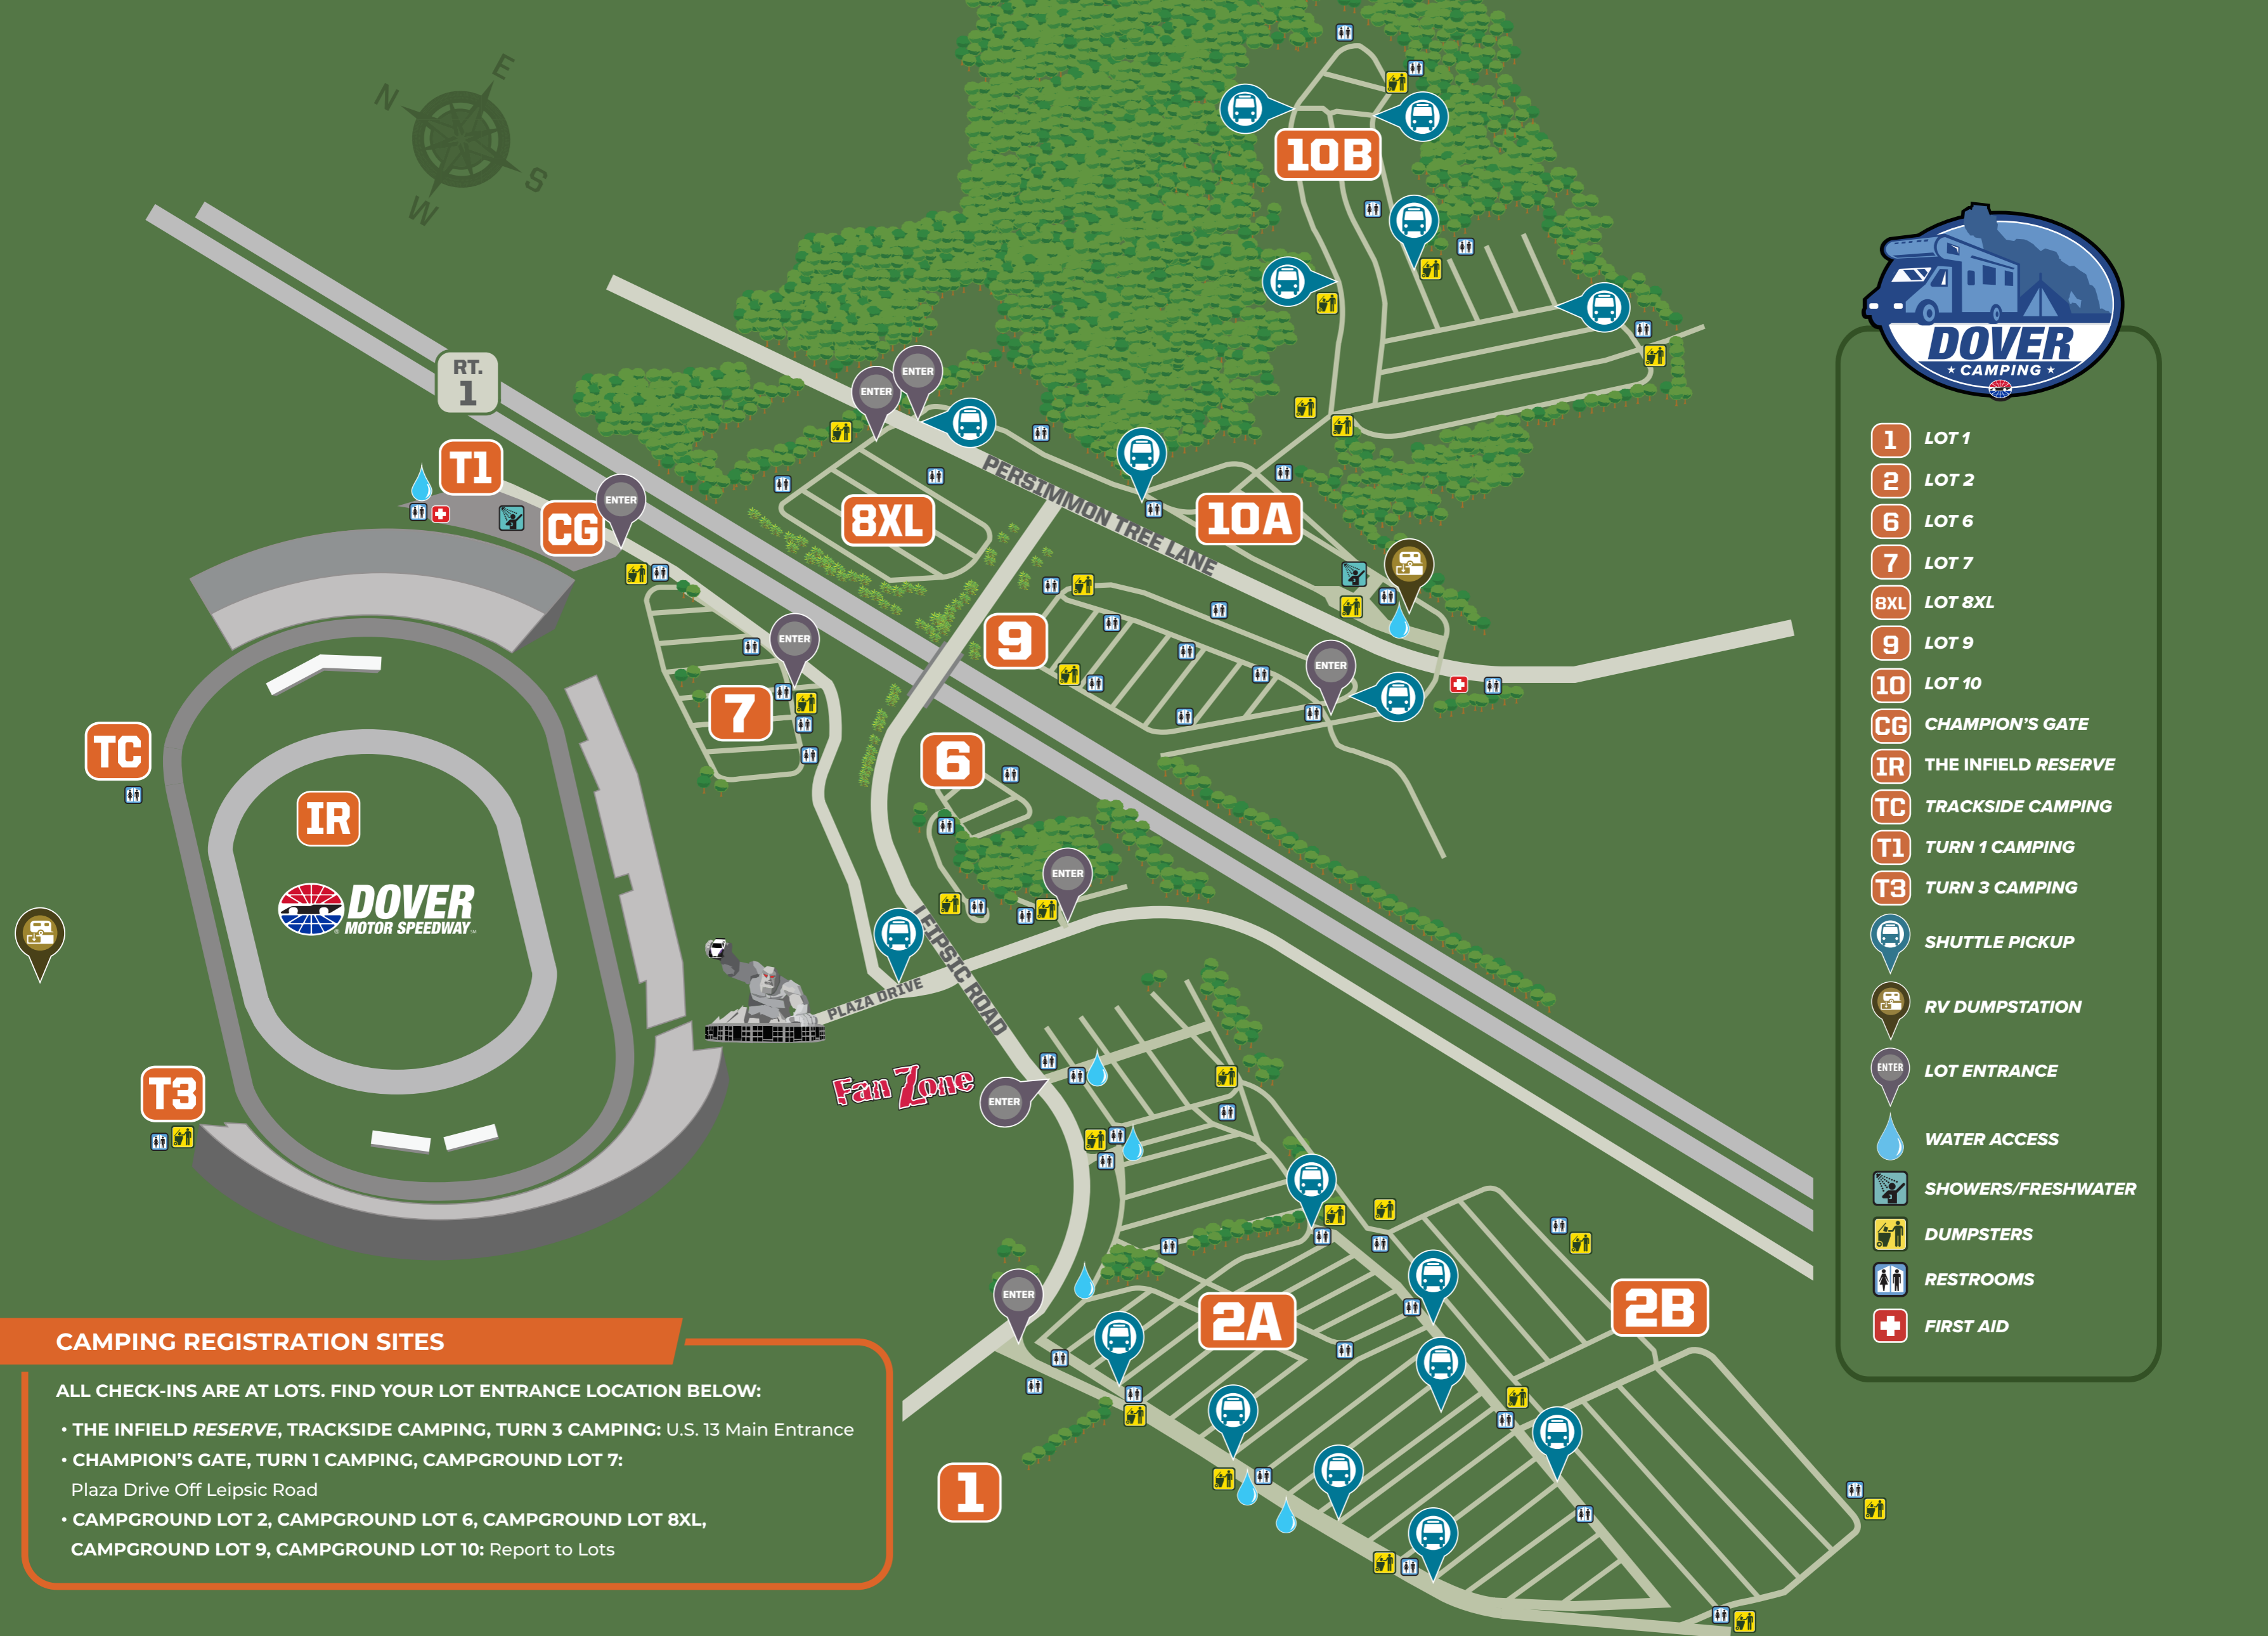 E
N
S
W
10B
RT.
1
ENTER
ENTER
T1
CG
ENTER
8XL
PERSIMMON TREE LANE
10A
9
ENTER
7
ENTER
TC
6
IR
ENTER
DOVER
MOTOR SPEEDWAY
LEIPSIC ROAD
PLAZA DRIVE
Fan Zone
ENTER
T3
ENTER
2A
2B
1
CAMPING REGISTRATION SITES
ALL CHECK-INS ARE AT LOTS. FIND YOUR LOT ENTRANCE LOCATION BELOW:
• THE INFIELD RESERVE, TRACKSIDE CAMPING, TURN 3 CAMPING: U.S. 13 Main Entrance
• CHAMPION'S GATE, TURN 1 CAMPING, CAMPGROUND LOT 7:
Plaza Drive Off Leipsic Road
• CAMPGROUND LOT 2, CAMPGROUND LOT 6, CAMPGROUND LOT 8XL,
CAMPGROUND LOT 9, CAMPGROUND LOT 10: Report to Lots
DOVER
★ CAMPING ★
1 LOT 1
2 LOT 2
6 LOT 6
7 LOT 7
8XL LOT 8XL
9 LOT 9
10 LOT 10
CG CHAMPION'S GATE
IR THE INFIELD RESERVE
TC TRACKSIDE CAMPING
T1 TURN 1 CAMPING
T3 TURN 3 CAMPING
SHUTTLE PICKUP
RV DUMPSTATION
ENTER LOT ENTRANCE
WATER ACCESS
SHOWERS/FRESHWATER
DUMPSTERS
RESTROOMS
FIRST AID